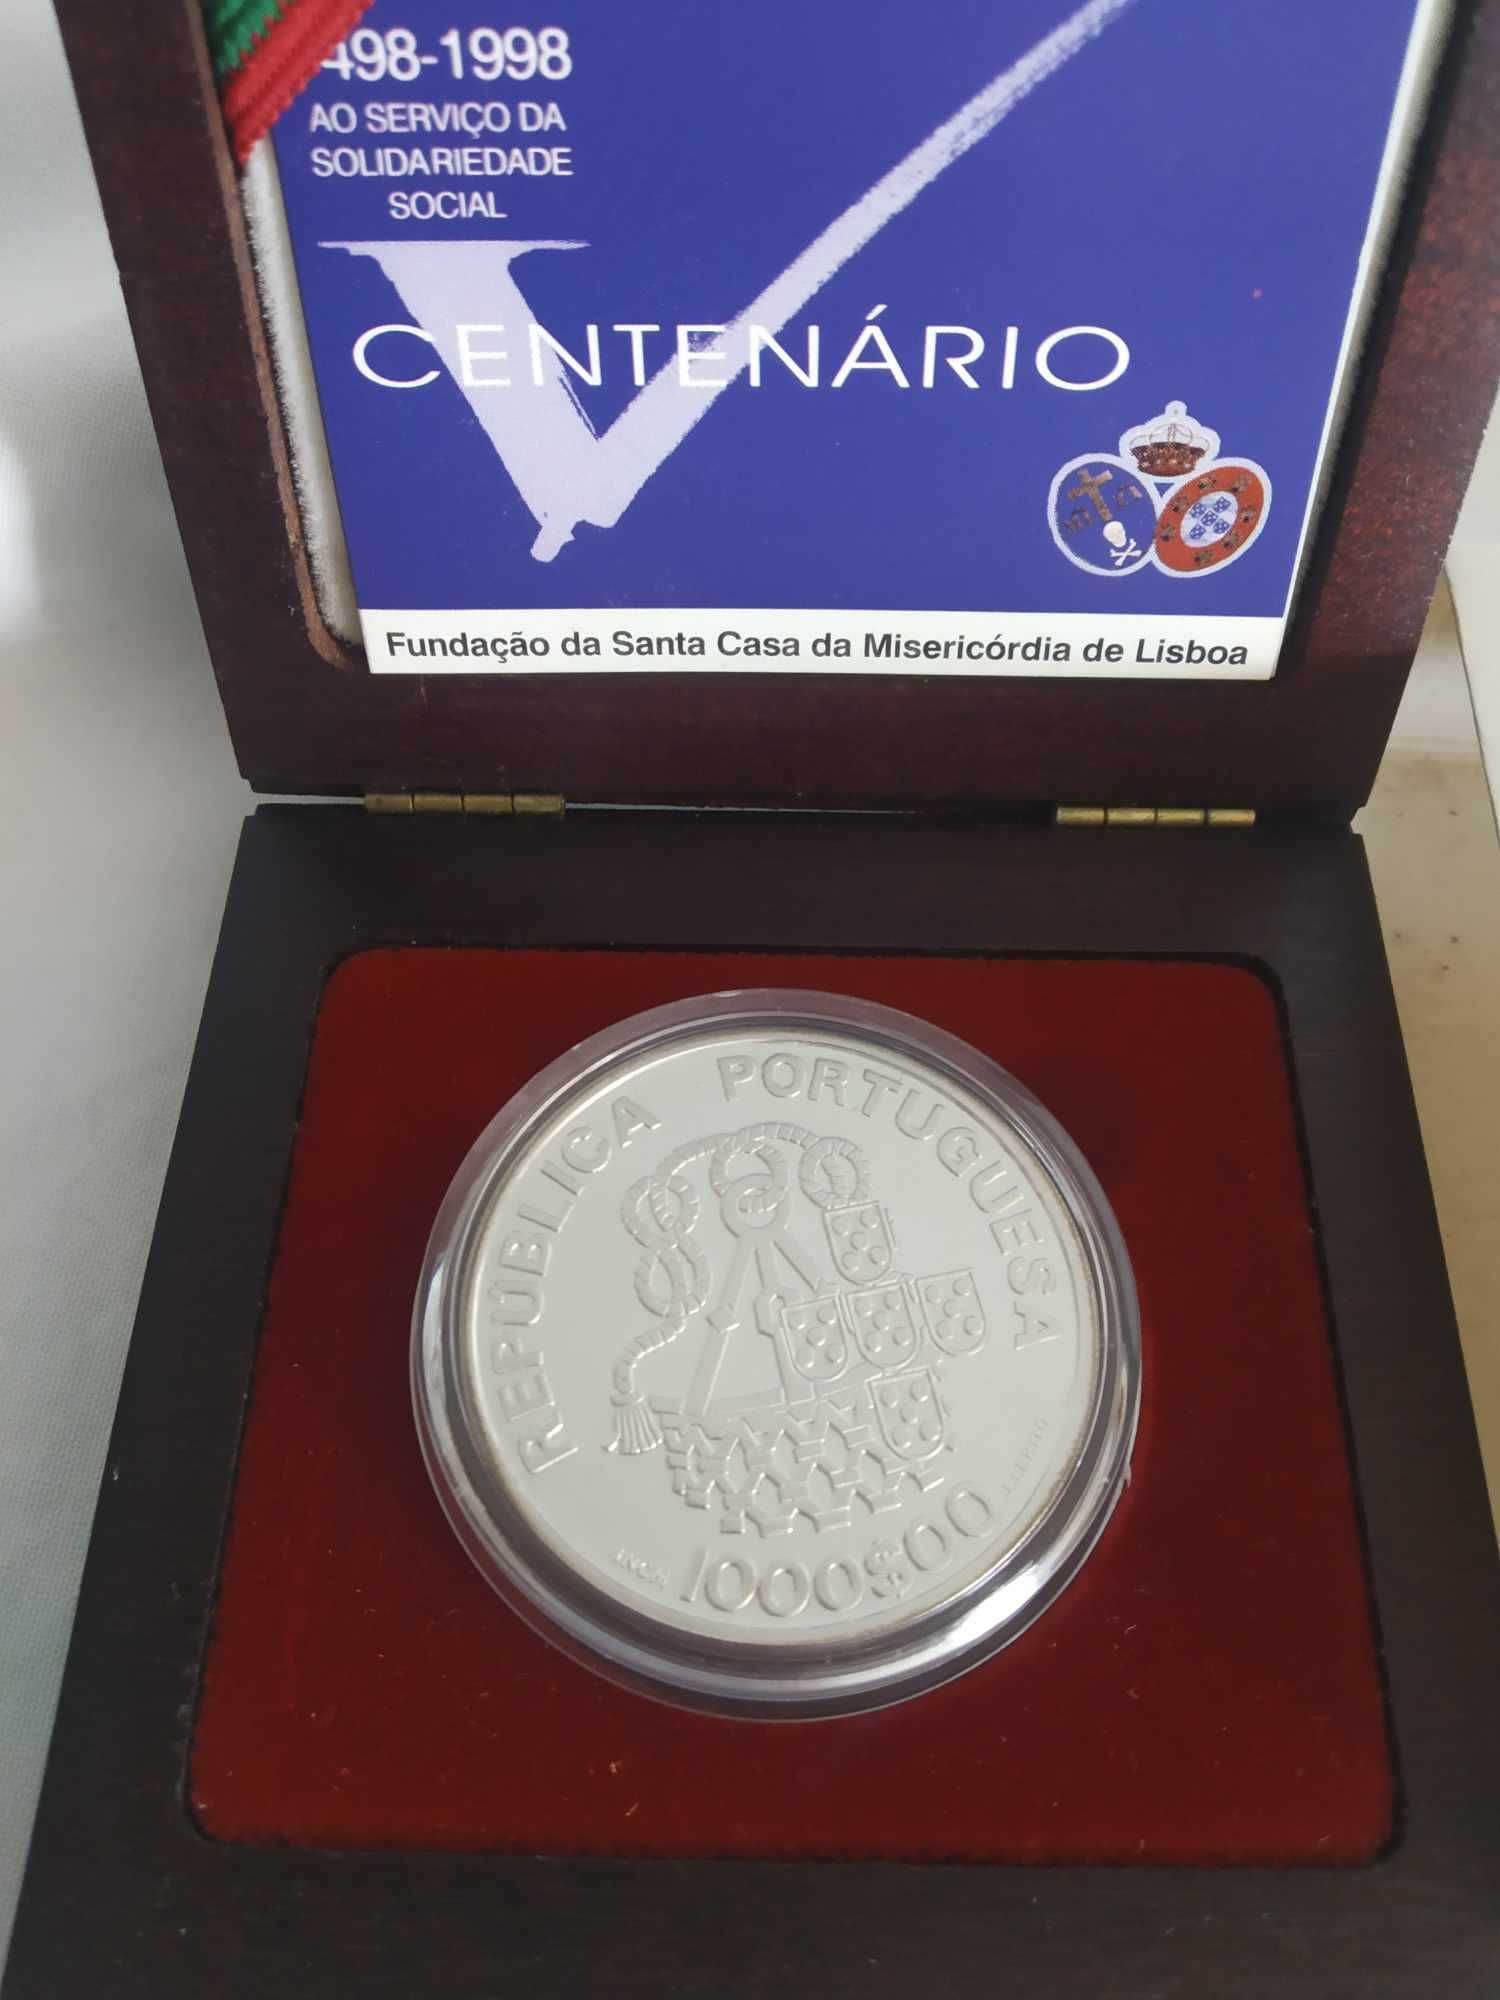 498-1998
AO SERVIÇO DA
SOLIDARIEDADE
SOCIAL
V
CENTENÁRIO
Fundação da Santa Casa da Misericórdia de Lisboa
REPÚBLICA PORTUGUESA
INCM
1000$00